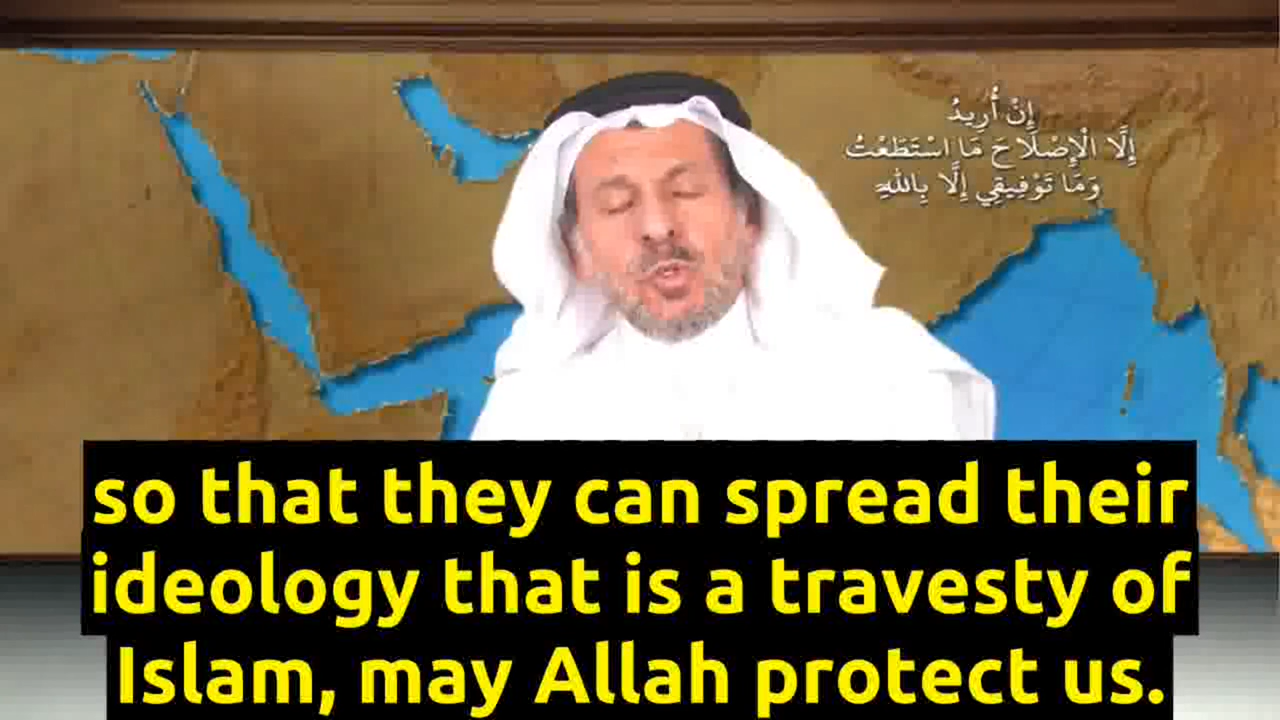 إِنْ أُرِيدُ
إِلَّا الْإِصْلَاحَ مَا اسْتَطَعْتُ
وَمَا تَوْفِيقِي إِلَّا بِاللَّهِ
so that they can spread their
ideology that is a travesty of
Islam, may Allah protect us.